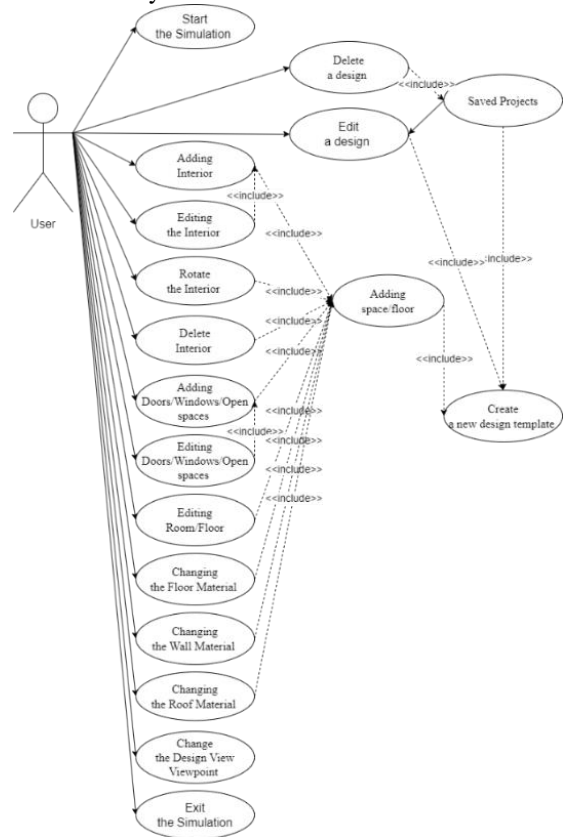 y
Start
the Simulation
Delete
a design
<<include>>
Saved Projects
Edit
a design
User
Adding
Interior
<<include>>
Editing
the Interior
<<include>>
<<include>>
:include>>
Rotate
the Interior
<<include>>
Adding
space/floor
Delete
Interior
<<include>>
<<include>>
Adding
Doors/Windows/Open
spaces
<<include>>
Create
a new design template
<<include>>
Editing
Doors/Windows/Open
spaces
<<include>>
<<include>>
Editing
Room/Floor
<<include>>
Changing
the Floor Material
Changing
the Wall Material
Changing
the Roof Material
Change
the Design View
Viewpoint
Exit
the Simulation